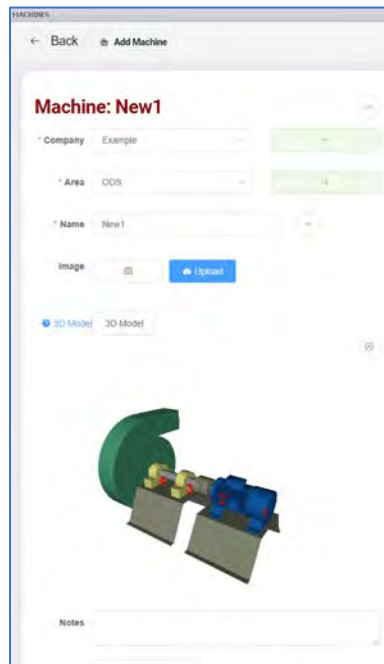 MACHINES
← Back Add Machine
Machine: New1
* Company Example
* Area ODS
* Name New1
Image Upload
3D Model 3D Model
Notes